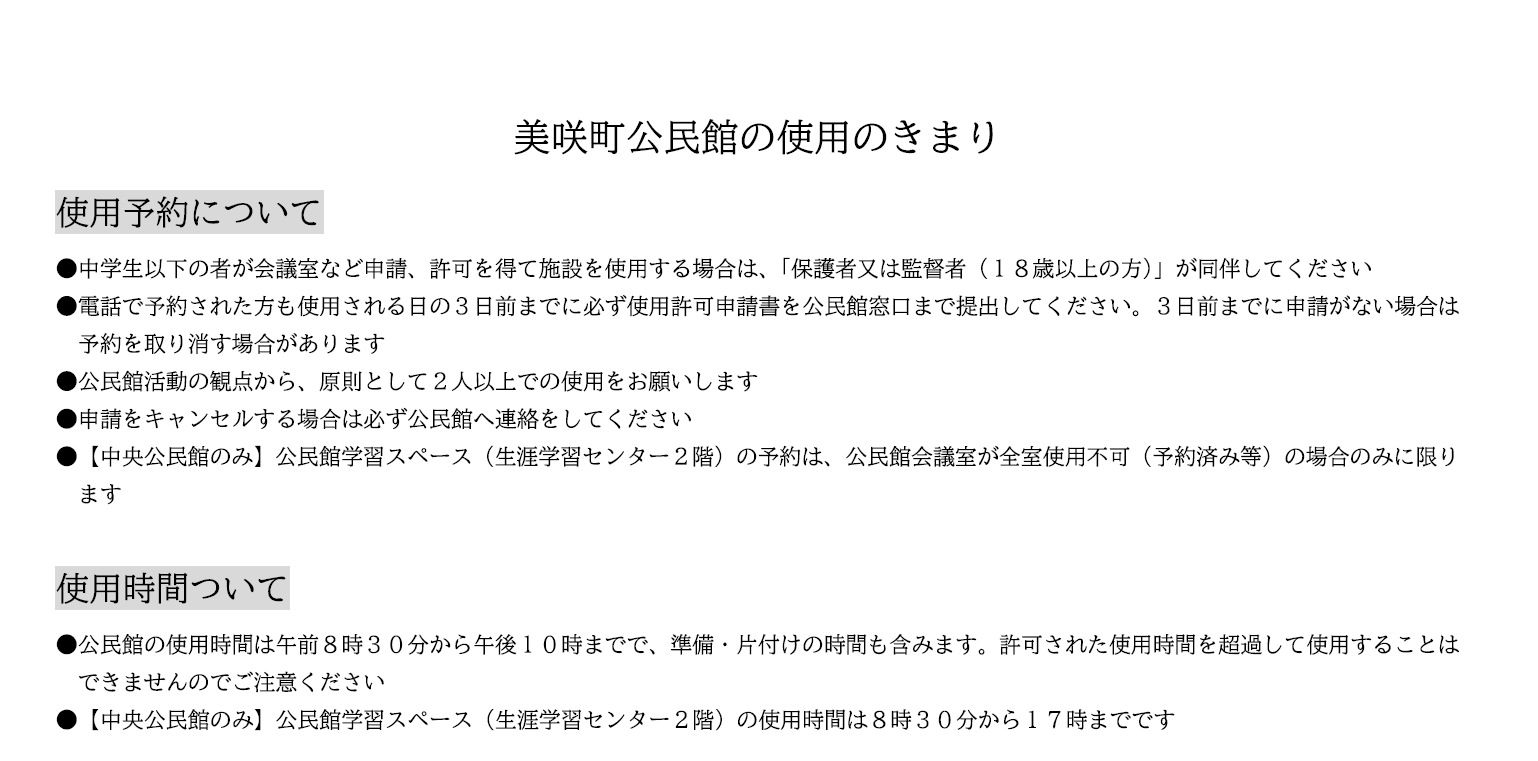 美咲町公民館の使用のきまり
使用予約について
●中学生以下の者が会議室など申請、許可を得て施設を使用する場合は、「保護者又は監督者（１８歳以上の方）」が同伴してください
●電話で予約された方も使用される日の３日前までに必ず使用許可申請書を公民館窓口まで提出してください。３日前までに申請がない場合は
予約を取り消す場合があります
●公民館活動の観点から、原則として２人以上での使用をお願いします
●申請をキャンセルする場合は必ず公民館へ連絡をしてください
●【中央公民館のみ】公民館学習スペース（生涯学習センター２階）の予約は、公民館会議室が全室使用不可（予約済み等）の場合のみに限り
ます
使用時間ついて
●公民館の使用時間は午前８時３０分から午後１０時までで、準備・片付けの時間も含みます。許可された使用時間を超過して使用することは
できませんのでご注意ください
●【中央公民館のみ】公民館学習スペース（生涯学習センター２階）の使用時間は８時３０分から１７時までです